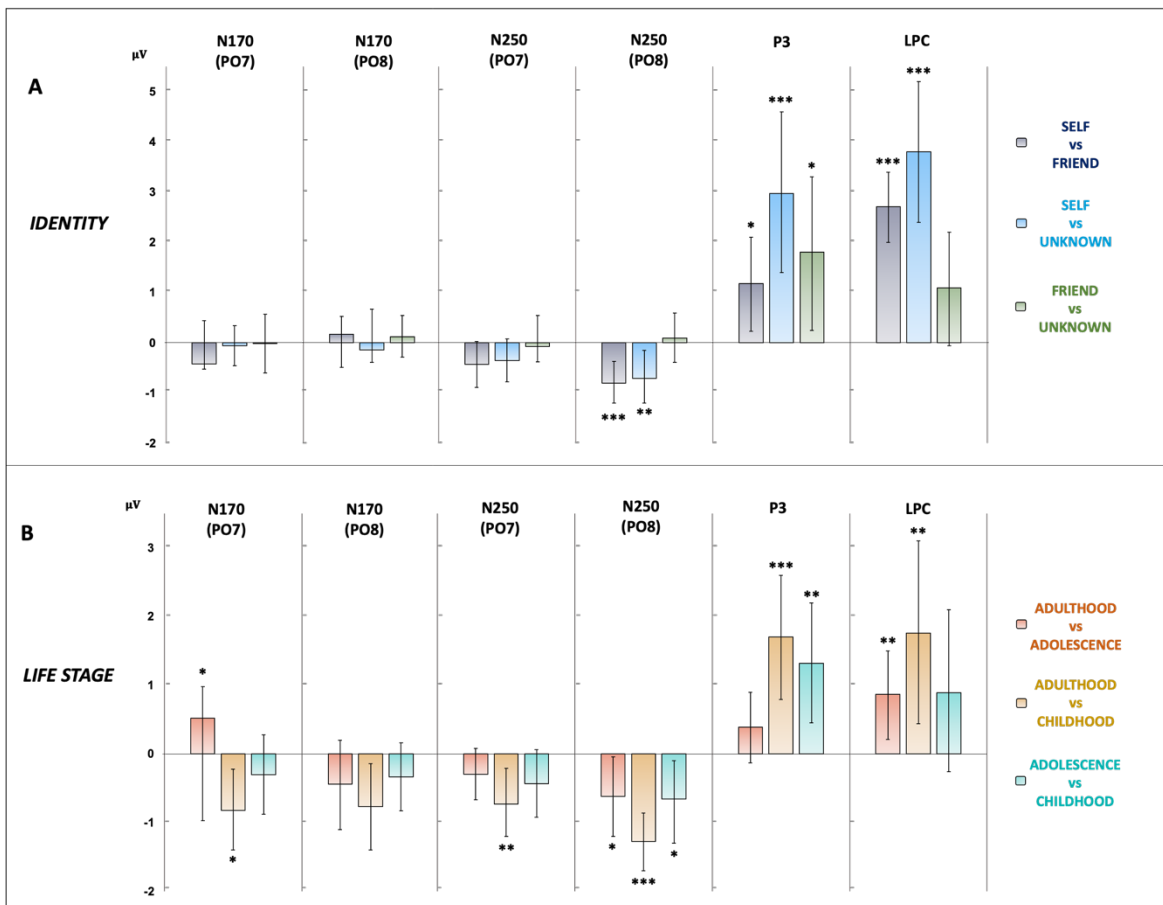 N170 N170 N250 N250 P3 LPC
(PO7) (PO8) (PO7) (PO8)
μV
A
5
4
3
2
1
0
-1
-2
*** *** * * *** ***
*** **
IDENTITY
SELF
vs
FRIEND
SELF
vs
UNKNOWN
FRIEND
vs
UNKNOWN
N170 N170 N250 N250 P3 LPC
(PO7) (PO8) (PO7) (PO8)
μV
B
3
2
1
0
-1
-2
* *** ** ** **
* ** * *** *
LIFE STAGE
ADULTHOOD
vs
ADOLESCENCE
ADULTHOOD
vs
CHILDHOOD
ADOLESCENCE
vs
CHILDHOOD